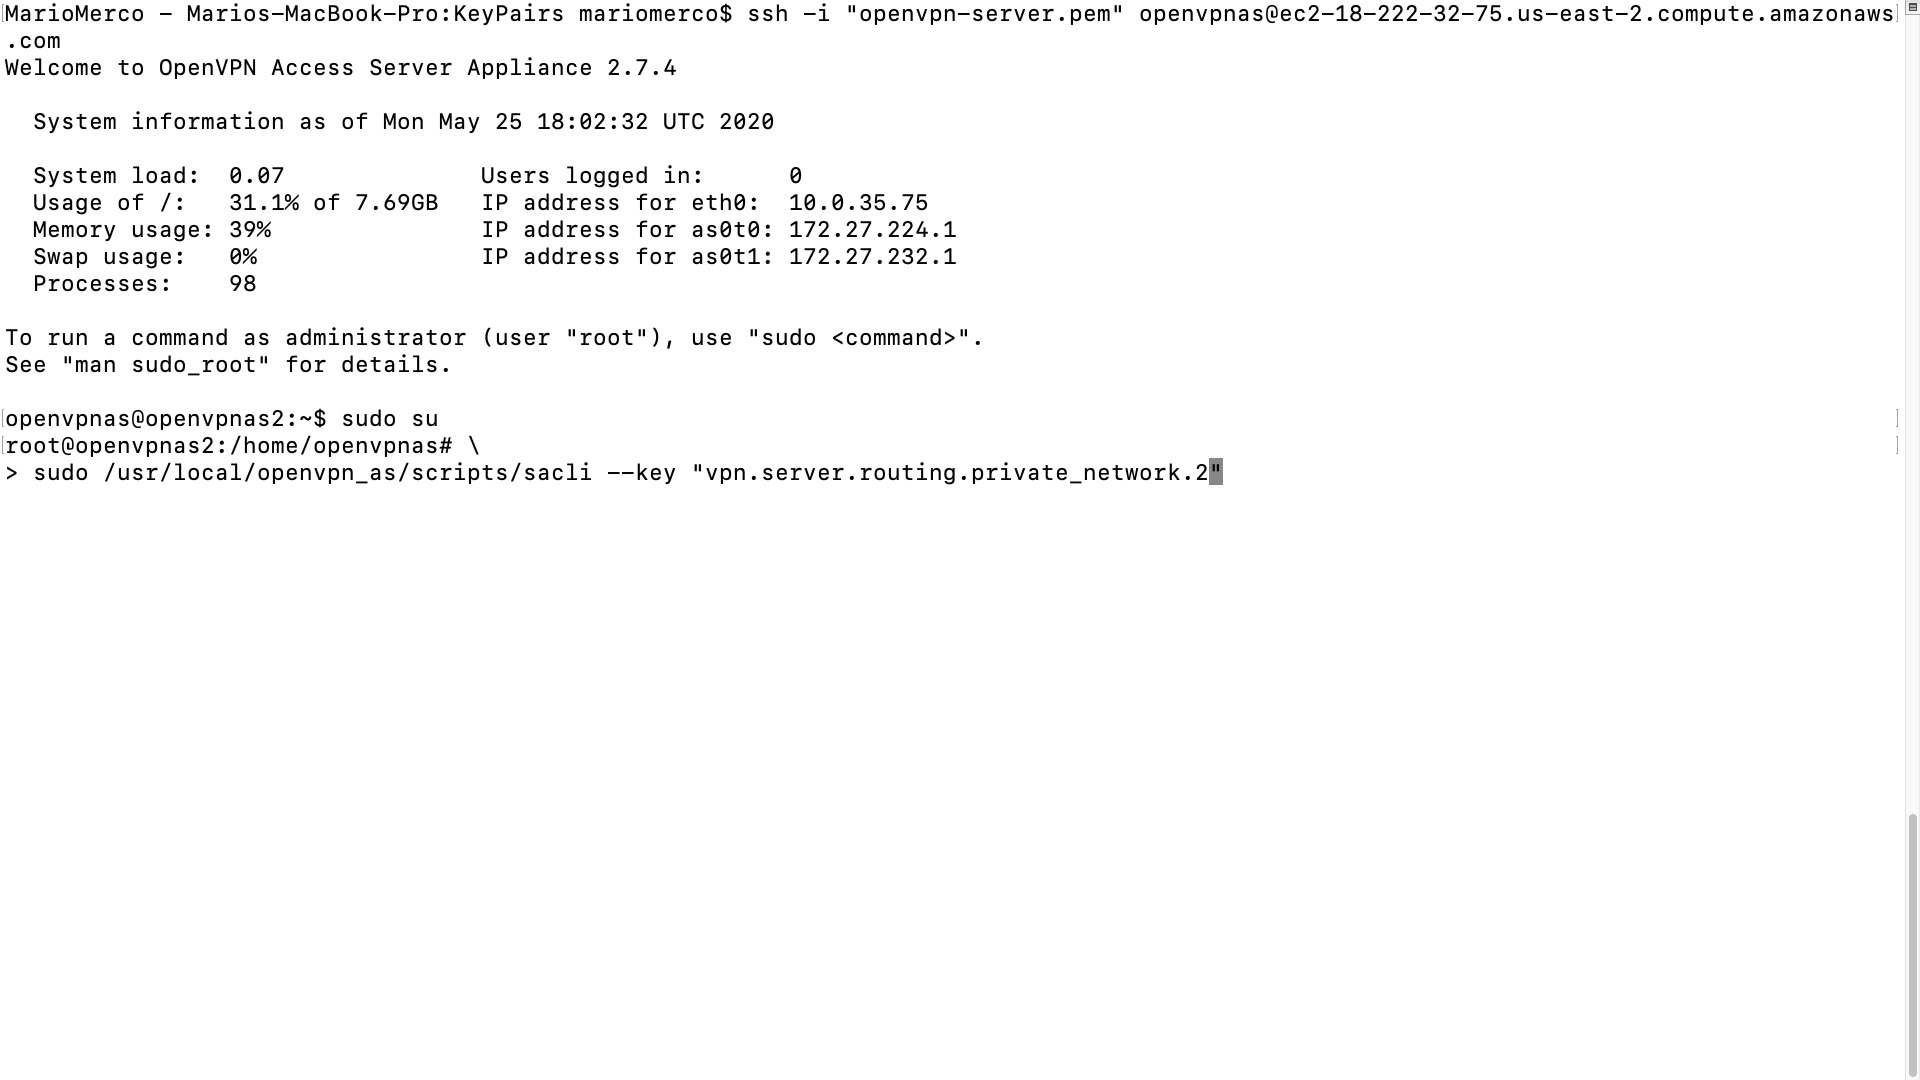 MarioMerco - Marios-MacBook-Pro:KeyPairs mariomerco$ ssh -i "openvpn-server.pem" openvpnas@ec2-18-222-32-75.us-east-2.compute.amazonaws
.com
Welcome to OpenVPN Access Server Appliance 2.7.4
System information as of Mon May 25 18:02:32 UTC 2020
System load:  0.07              Users logged in:      0
Usage of /:   31.1% of 7.69GB   IP address for eth0:  10.0.35.75
Memory usage: 39%               IP address for as0t0: 172.27.224.1
Swap usage:   0%                IP address for as0t1: 172.27.232.1
Processes:    98
To run a command as administrator (user "root"), use "sudo <command>".
See "man sudo_root" for details.
openvpnas@openvpnas2:~$ sudo su
root@openvpnas2:/home/openvpnas# \
> sudo /usr/local/openvpn_as/scripts/sacli --key "vpn.server.routing.private_network.2"